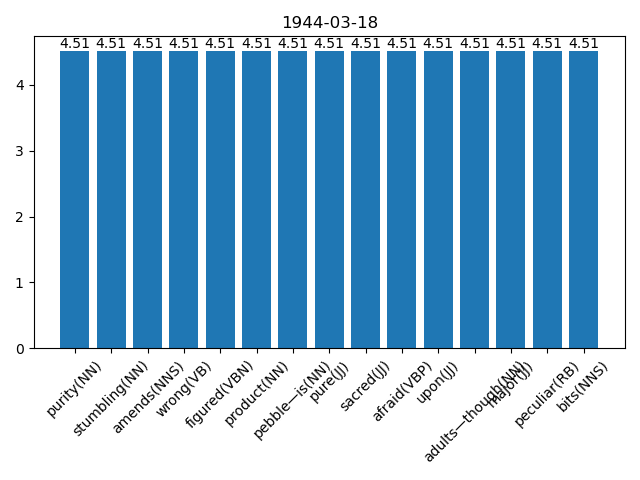 1944-03-18
4.51 4.51 4.51 4.51 4.51 4.51 4.51 4.51 4.51 4.51 4.51 4.51 4.51 4.51 4.51
4
3
2
1
0
purity(NN)
stumbling(NN)
amends(NNS)
wrong(VB)
figured(VBN)
product(NN)
pebble—is(NN)
pure(JJ)
sacred(JJ)
afraid(VBP)
upon(JJ)
adults—though(NN)
major(JJ)
peculiar(RB)
bits(NNS)